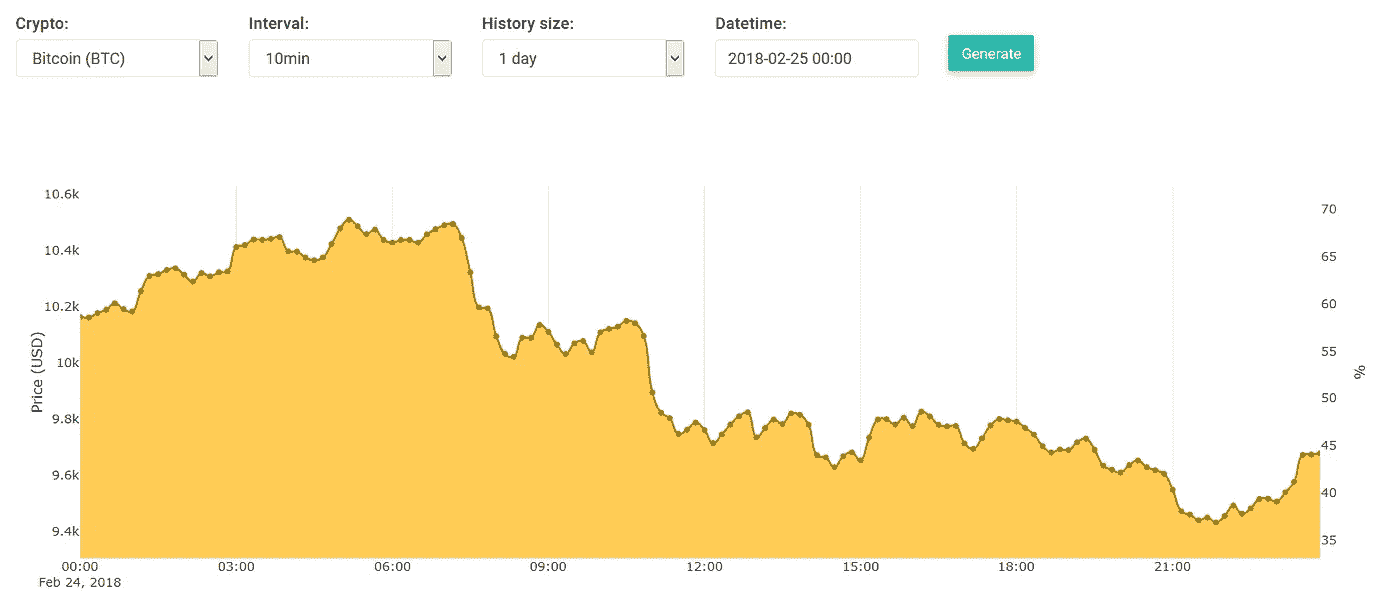 Crypto: Interval: History size: Datetime:
Bitcoin (BTC) 10min 1 day 2018-02-25 00:00 Generate
10.6k
70
10.4k
65
10.2k
60
Price (USD)
10k
55
%
9.8k
50
45
9.6k
40
9.4k
35
00:00 03:00 06:00 09:00 12:00 15:00 18:00 21:00
Feb 24, 2018